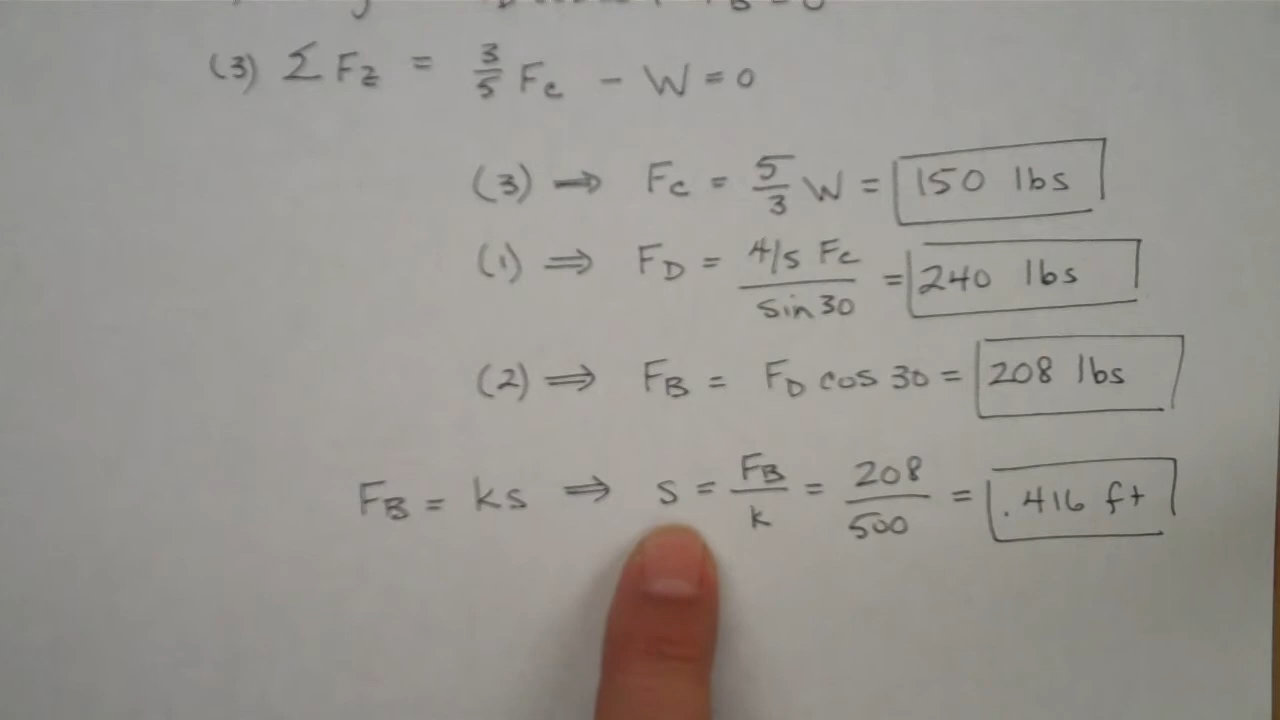 (3) Σ Fz = 3/5 Fc - W = 0
(3) ⇒ Fc = 5/3 W = 150 lbs
(1) ⇒ FD = 4/5 Fc / sin 30 = 240 lbs
(2) ⇒ FB = FD cos 30 = 208 lbs
FB = ks ⇒ s = FB/k = 208/500 = .416 ft